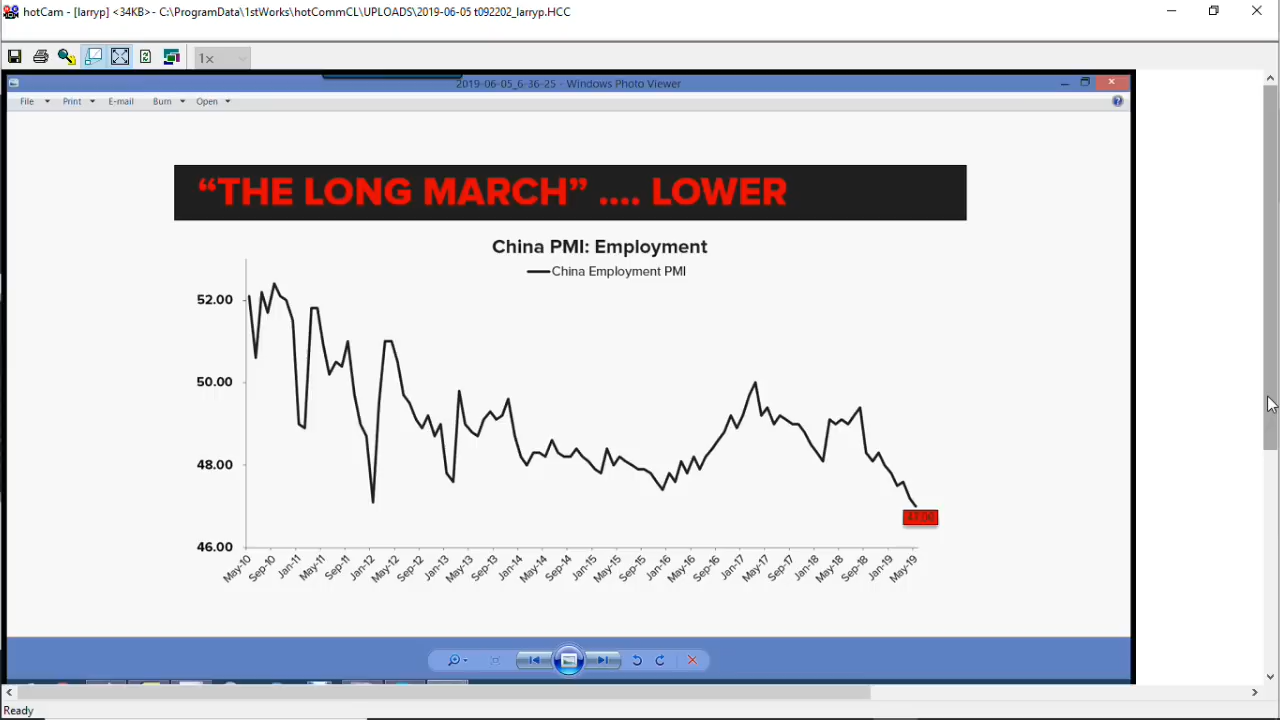 hotCam - [larryp] <34KB>- C:\ProgramData\1stWorks\hotCommCL\UPLOADS\2019-06-05 t092202_larryp.HCC
1x
2019-06-05_6-36-25 - Windows Photo Viewer
File Print E-mail Burn Open
“THE LONG MARCH” .... LOWER
China PMI: Employment
China Employment PMI
52.00
50.00
48.00
47.00
46.00
May-10 Sep-10 Jan-11 May-11 Sep-11 Jan-12 May-12 Sep-12 Jan-13 May-13 Sep-13 Jan-14 May-14 Sep-14 Jan-15 May-15 Sep-15 Jan-16 May-16 Sep-16 Jan-17 May-17 Sep-17 Jan-18 May-18 Sep-18 Jan-19 May-19
Ready